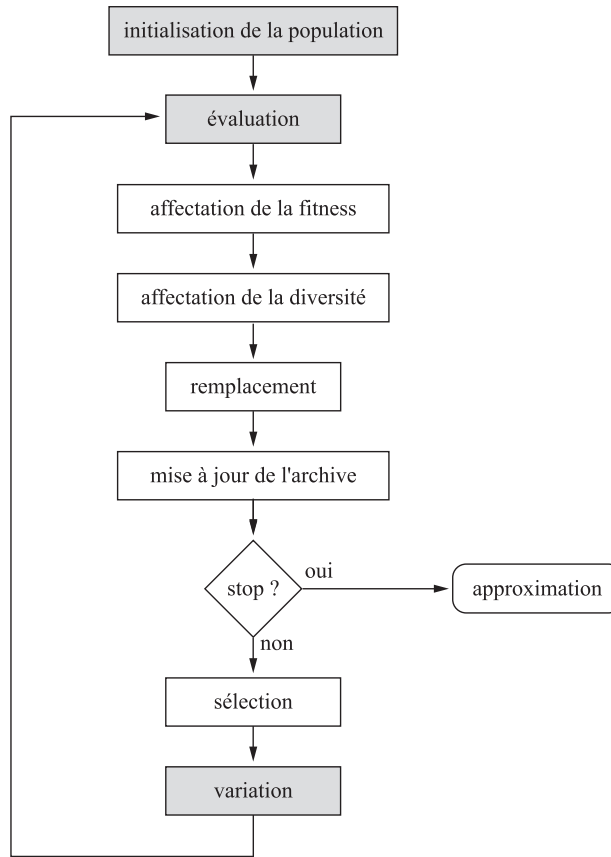 initialisation de la population
évaluation
affectation de la fitness
affectation de la diversité
remplacement
mise à jour de l'archive
stop ?
oui
approximation
non
sélection
variation